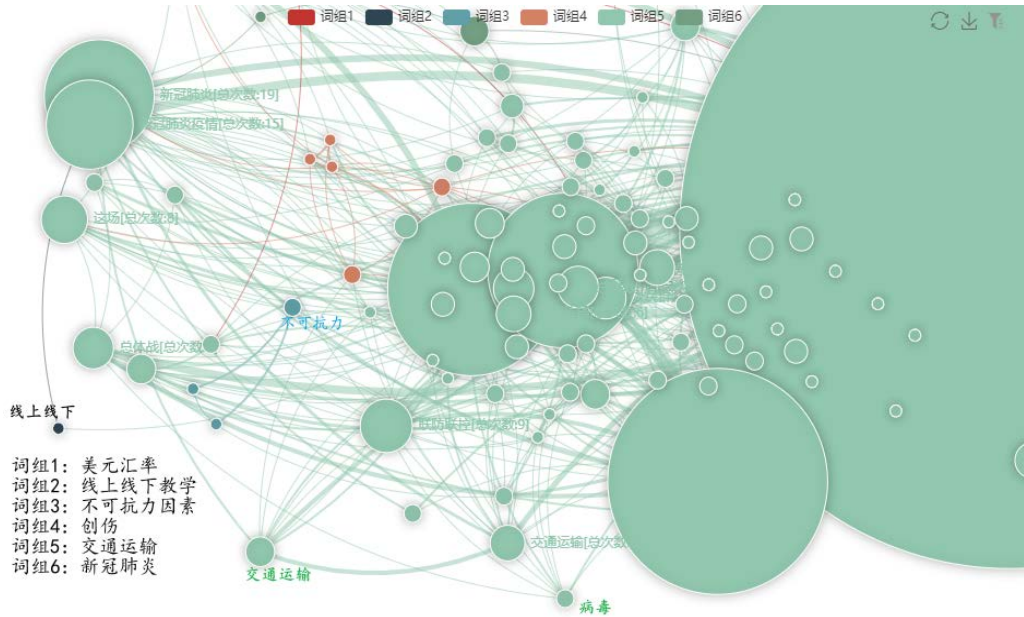 词组1 词组2 词组3 词组4 词组5 词组6
新冠肺炎[总次数:19]
冠肺炎疫情[总次数:15]
这场[总次数:8]
不可抗力
总体战[总次数
线上线下
联防联控[总次数:9]
词组1：美元汇率
词组2：线上线下教学
词组3：不可抗力因素
词组4：创伤
词组5：交通运输
词组6：新冠肺炎
交通运输[总次数:
交通运输
病毒